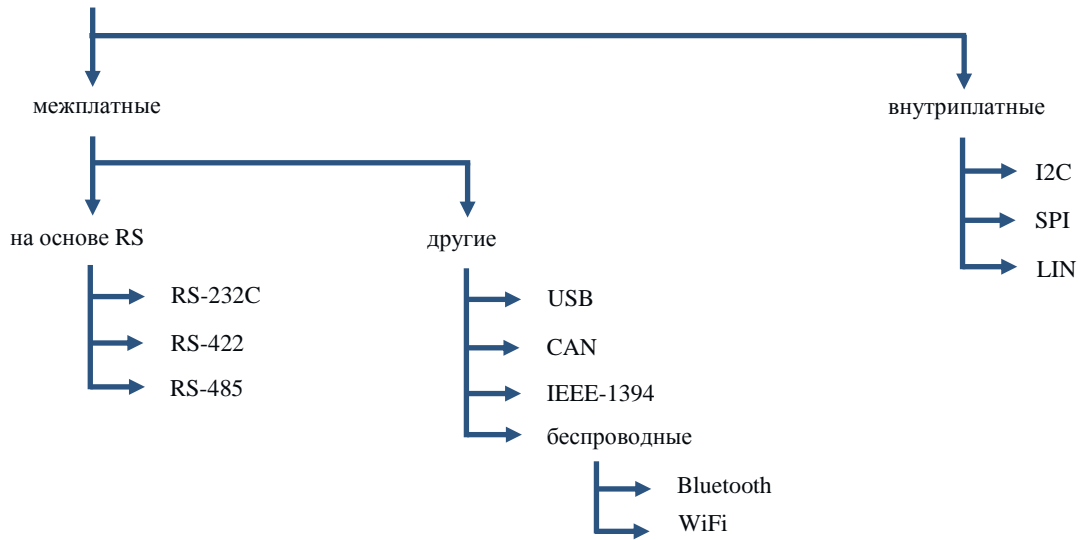 межплатные
внутриплатные
I2C
SPI
LIN
на основе RS
другие
RS-232C
RS-422
RS-485
USB
CAN
IEEE-1394
беспроводные
Bluetooth
WiFi